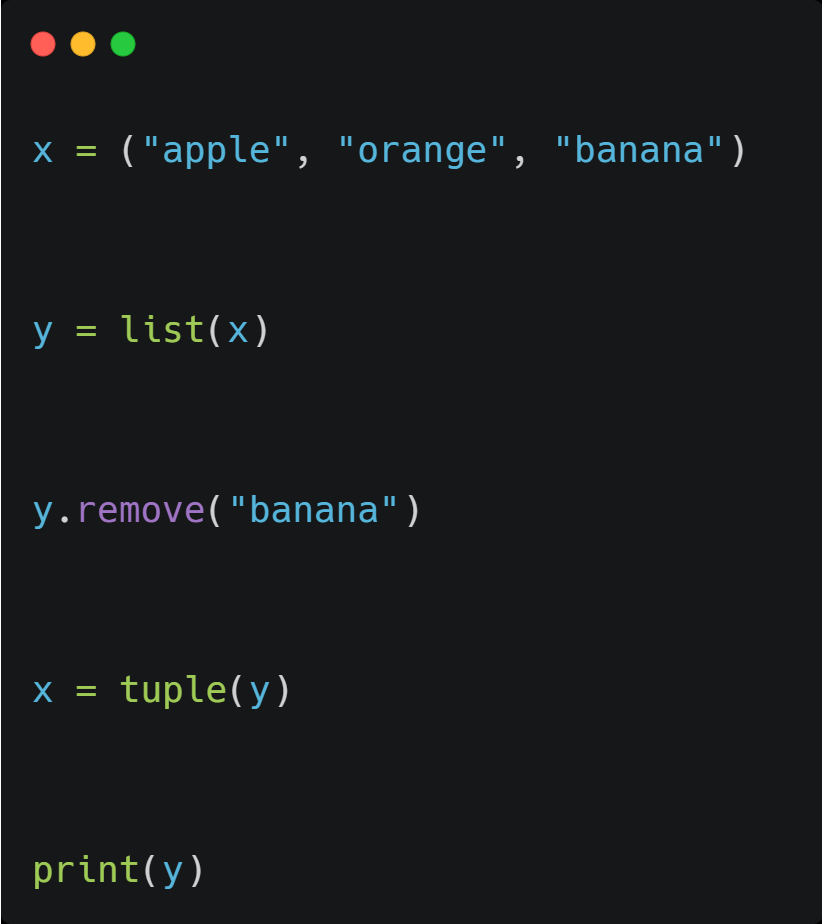 x = ("apple", "orange", "banana")
y = list(x)
y.remove("banana")
x = tuple(y)
print(y)